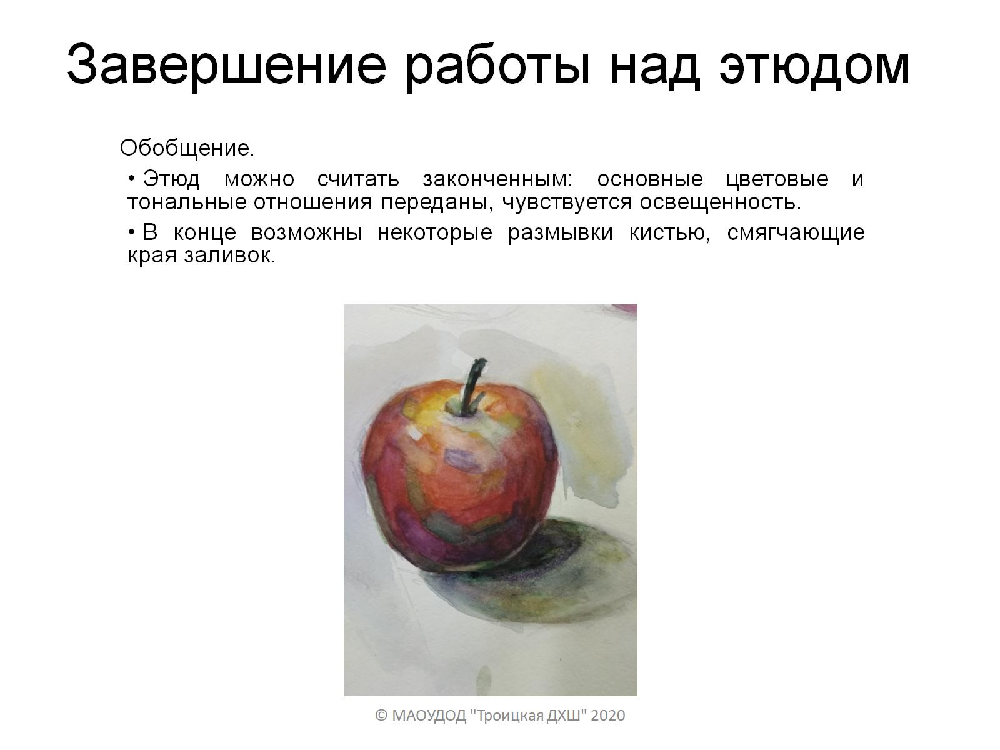 Завершение работы над этюдом
Обобщение.
• Этюд можно считать законченным: основные цветовые и
тональные отношения переданы, чувствуется освещенность.
• В конце возможны некоторые размывки кистью, смягчающие
края заливок.
© МАОУДОД "Троицкая ДХШ" 2020